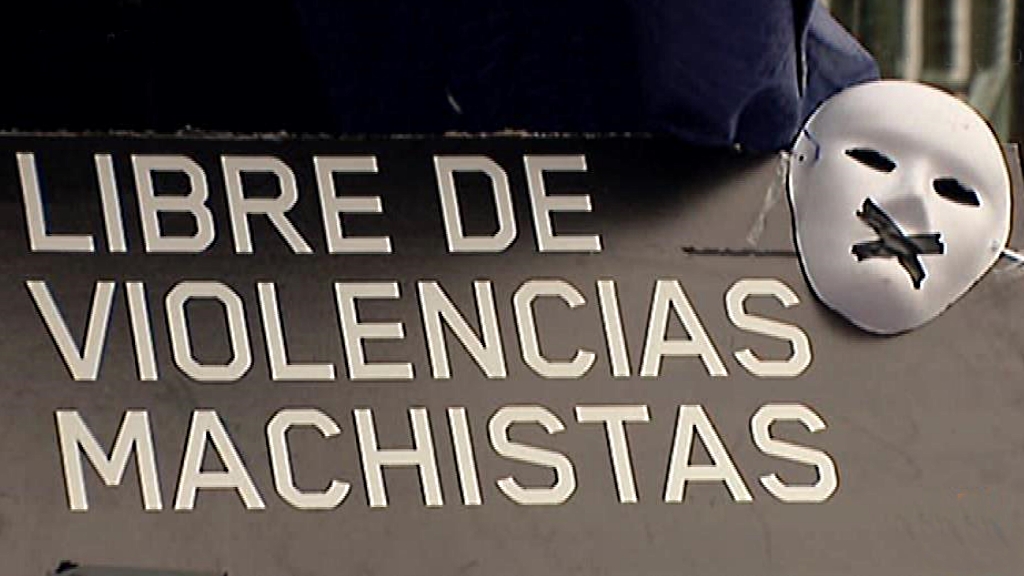 LIBRE DE
VIOLENCIAS
MACHISTAS